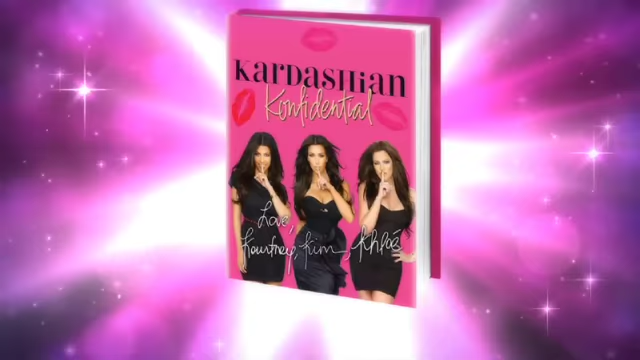 KARDASHian
Konfidential
Love,
Kourtney, Kim, Khloé